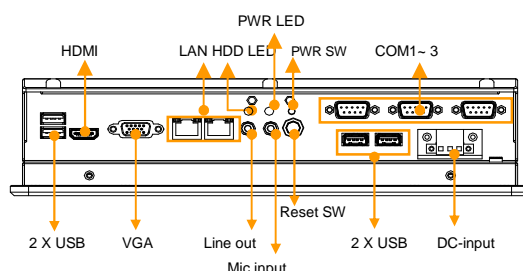 PWR LED
HDMI LAN HDD LED PWR SW COM1~ 3
Reset SW
2 X USB VGA Line out 2 X USB DC-input
Mic input